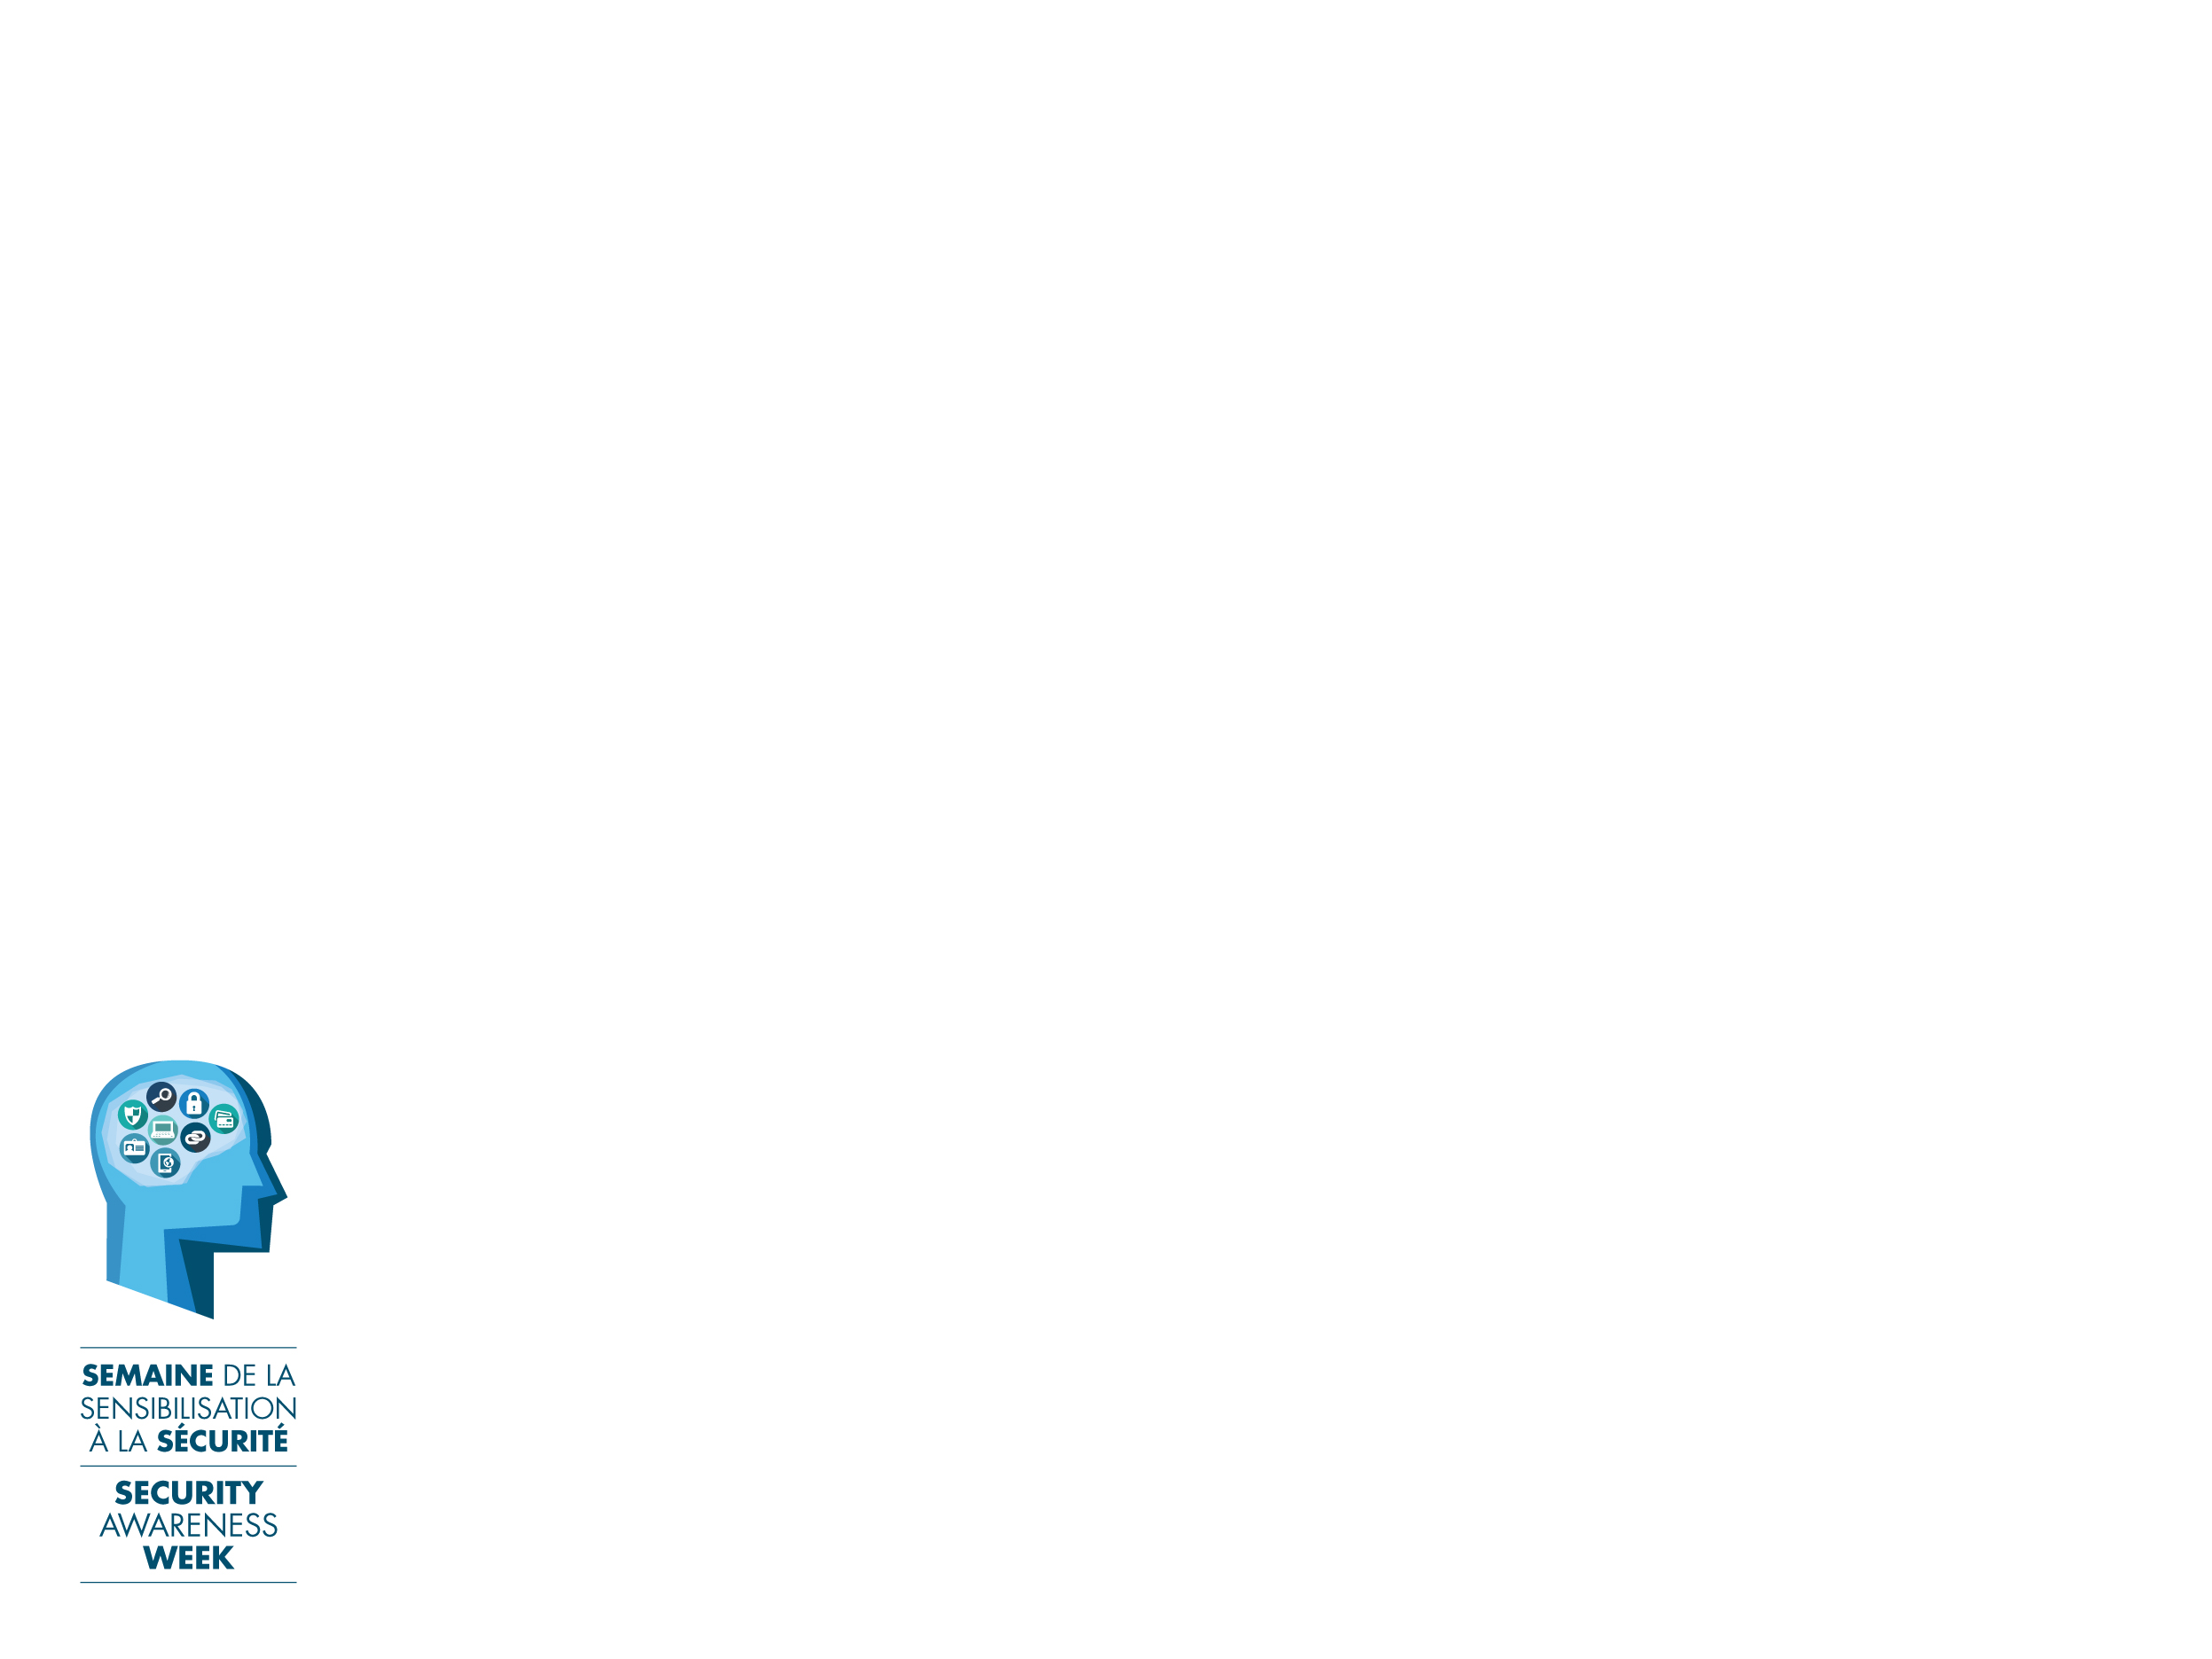 SEMAINE DE LA
SENSIBILISATION
À LA SÉCURITÉ
SECURITY
AWARENESS
WEEK